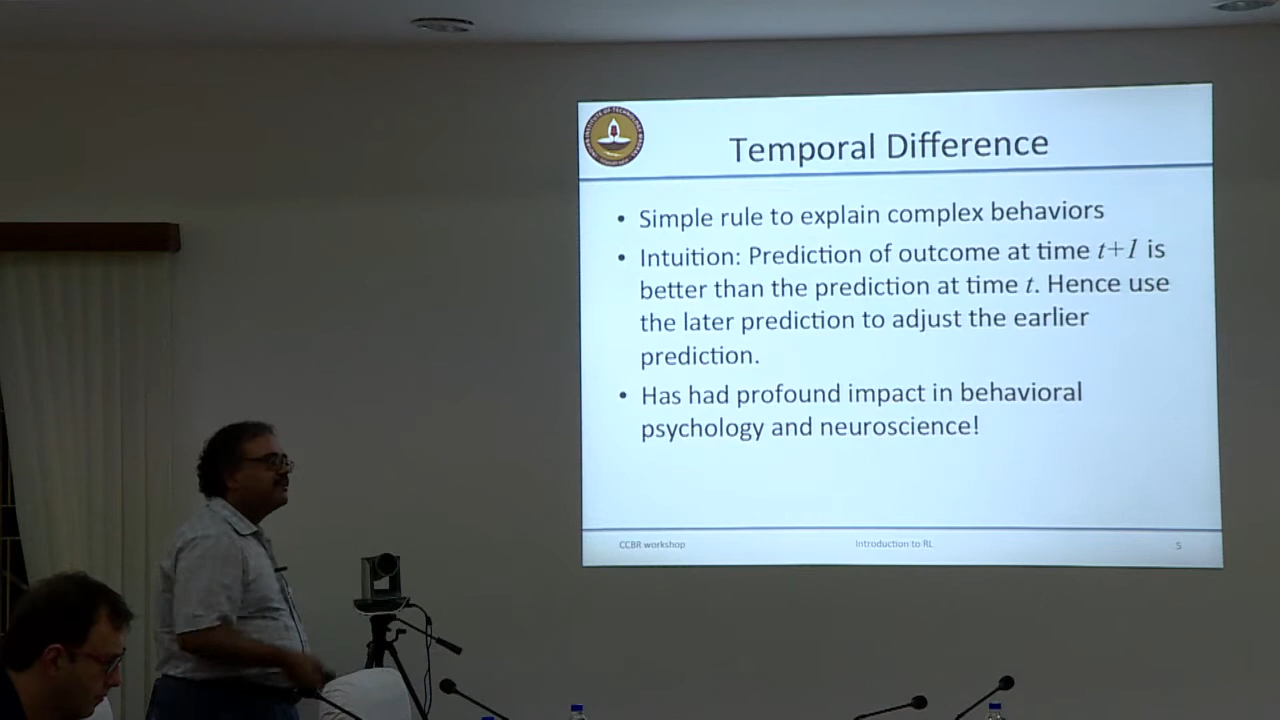 Temporal Difference
• Simple rule to explain complex behaviors
• Intuition: Prediction of outcome at time t+1 is
better than the prediction at time t. Hence use
the later prediction to adjust the earlier
prediction.
• Has had profound impact in behavioral
psychology and neuroscience!
CCBR workshop
Introduction to RL
5